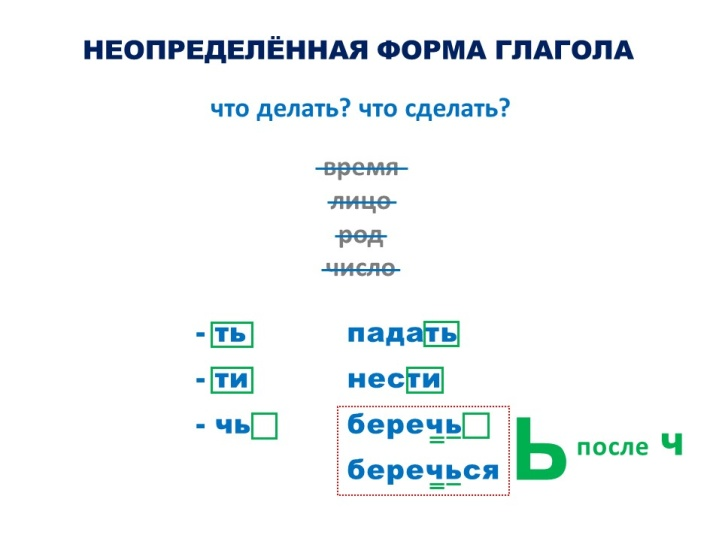 НЕОПРЕДЕЛЁННАЯ ФОРМА ГЛАГОЛА
что делать? что сделать?
время
лицо
род
число
- ть падать
- ти нести
- чь беречь
беречься
Ь после ч